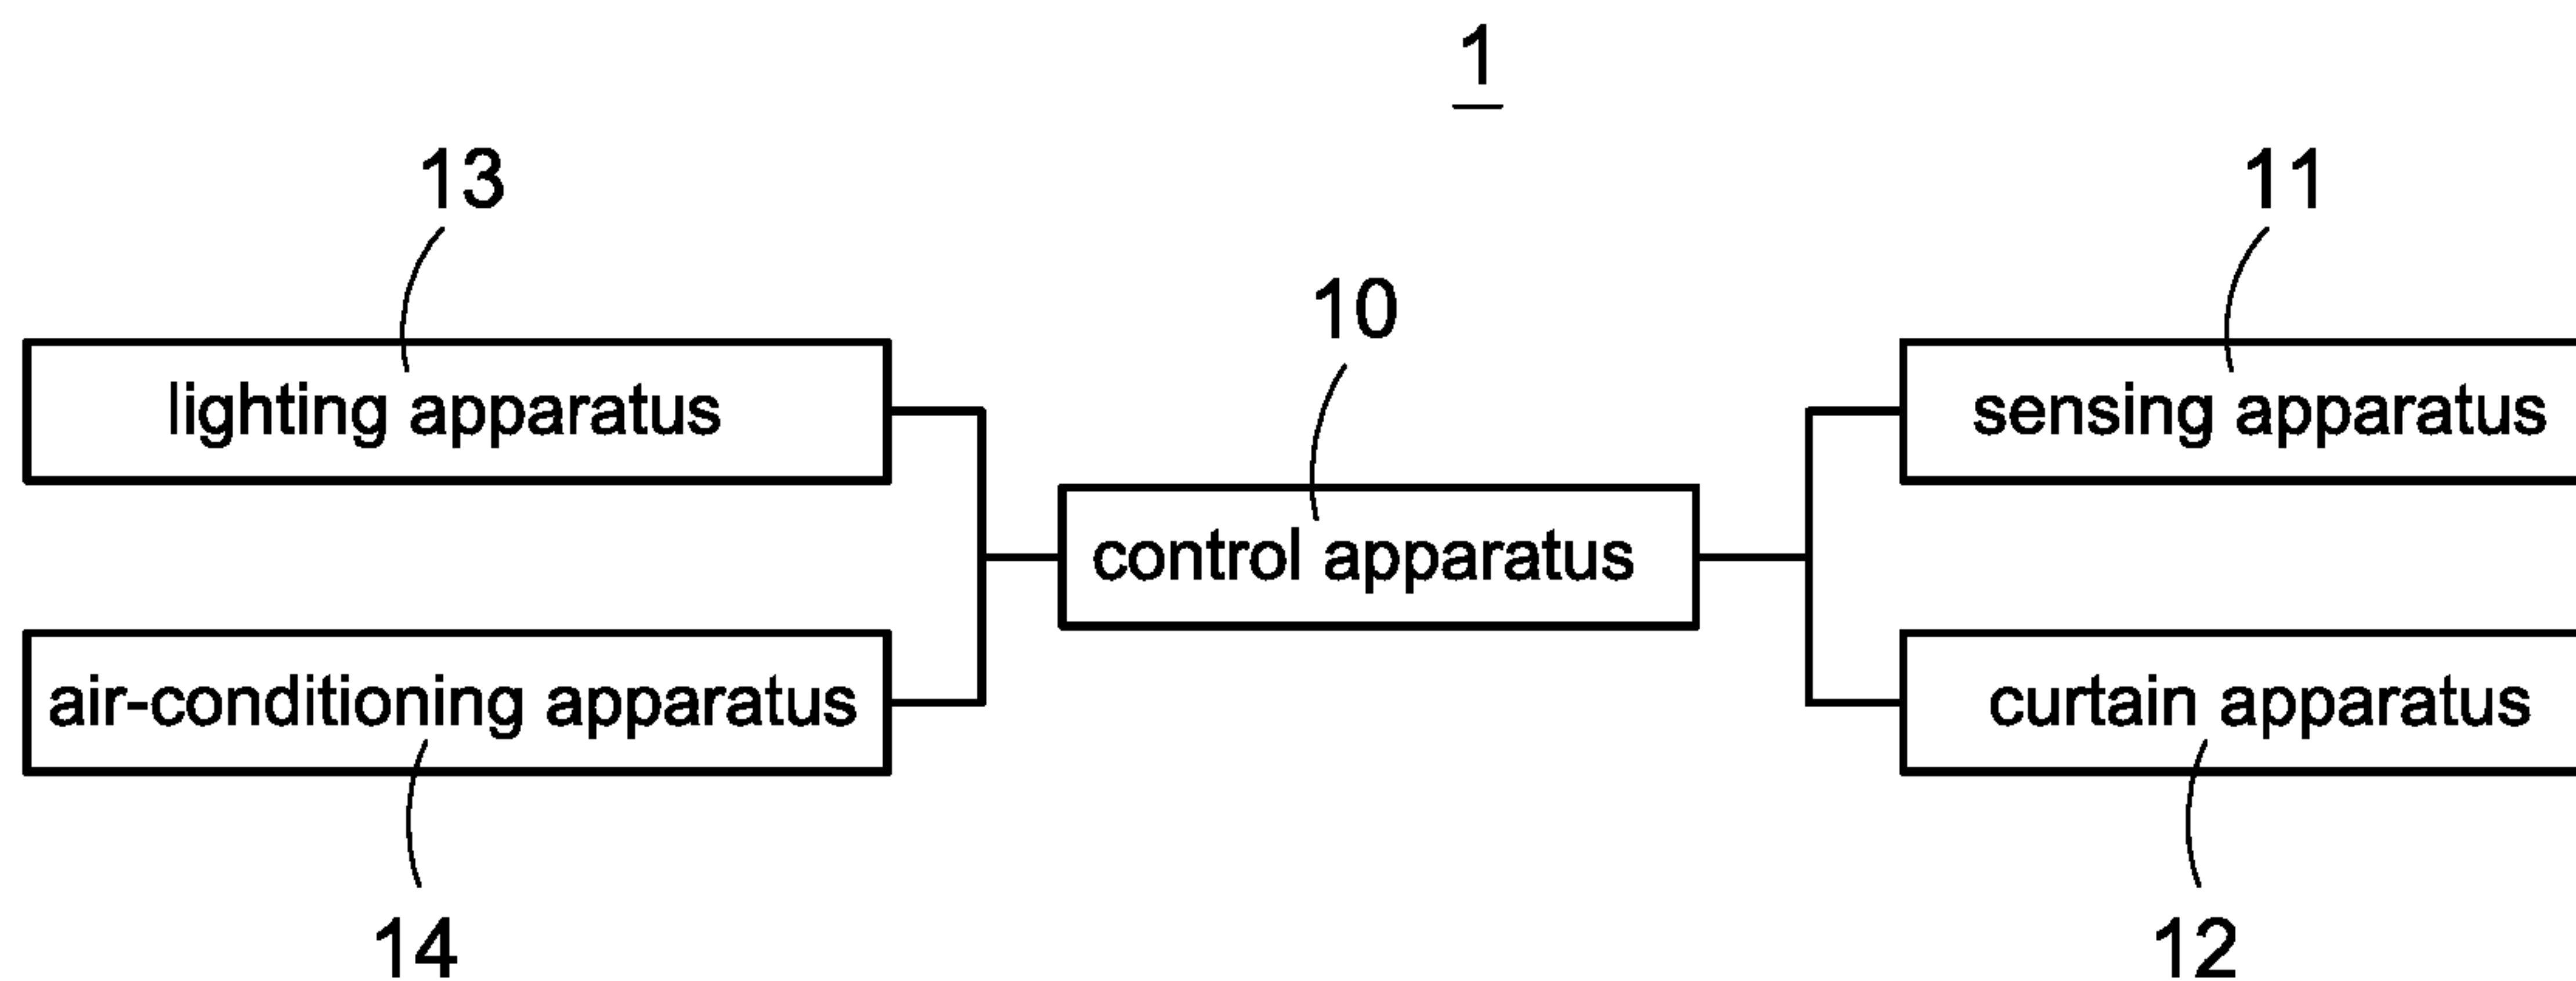 1
13
11
10
lighting apparatus
sensing apparatus
control apparatus
air-conditioning apparatus
curtain apparatus
14
12